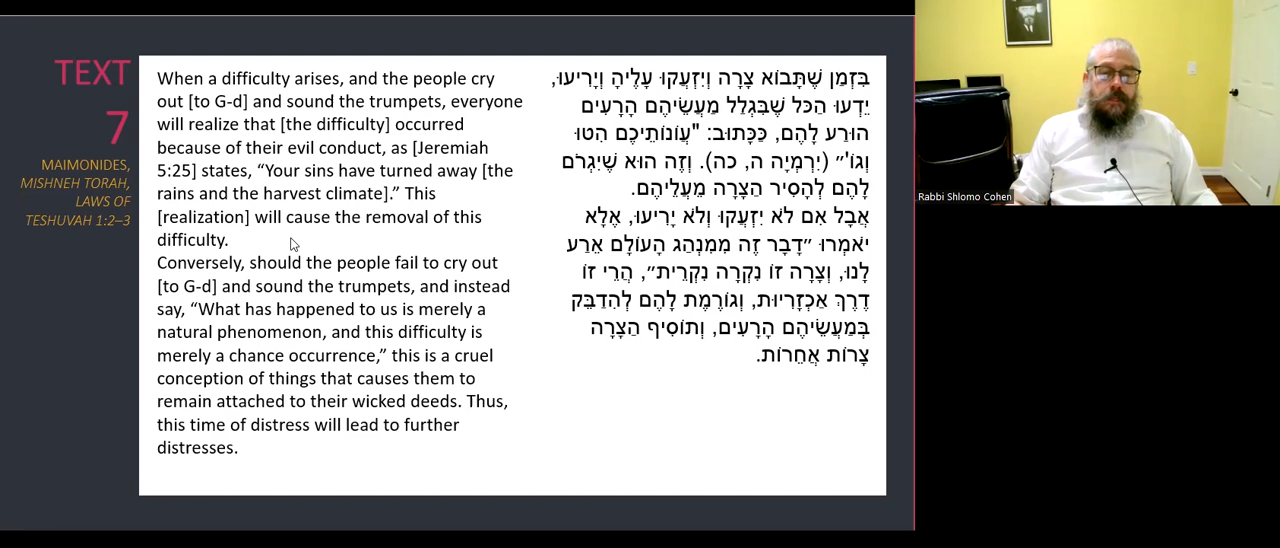 TEXT
7
MAIMONIDES,
MISHNEH TORAH,
LAWS OF
TESHUVAH 1:2–3
When a difficulty arises, and the people cry
out [to G-d] and sound the trumpets, everyone
will realize that [the difficulty] occurred
because of their evil conduct, as [Jeremiah
5:25] states, “Your sins have turned away [the
rains and the harvest climate].” This
[realization] will cause the removal of this
difficulty.
Conversely, should the people fail to cry out
[to G-d] and sound the trumpets, and instead
say, “What has happened to us is merely a
natural phenomenon, and this difficulty is
merely a chance occurrence,” this is a cruel
conception of things that causes them to
remain attached to their wicked deeds. Thus,
this time of distress will lead to further
distresses.
בִּזְמַן שֶׁתָּבוֹא צָרָה וְיִזְעֲקוּ עָלֶיהָ וְיָרִיעוּ,
יֵדְעוּ הַכֹּל שֶׁבִּגְלַל מַעֲשֵׂיהֶם הָרָעִים
הוּרַע לָהֶם, כַּכָּתוּב: "עֲוֹנוֹתֵיכֶם הִטּוּ
וְגוֹ'״ (יִרְמְיָה ה, כה). וְזֶה הוּא שֶׁיִּגְרֹם
לָהֶם לְהָסִיר הַצָּרָה מֵעֲלֵיהֶם.
אֲבָל אִם לֹא יִזְעֲקוּ וְלֹא יָרִיעוּ, אֶלָּא
יֹאמְרוּ ״דָּבָר זֶה מִמִּנְהַג הָעוֹלָם אֵרַע
לָנוּ, וְצָרָה זוֹ נִקְרָה נִקְרֵית״, הֲרֵי זוֹ
דֶּרֶךְ אַכְזָרִיּוּת, וְגוֹרֶמֶת לָהֶם לְהִדַּבֵּק
בְּמַעֲשֵׂיהֶם הָרָעִים, וְתוֹסִיף הַצָּרָה
צָרוֹת אֲחֵרוֹת.
Rabbi Shlomo Cohen